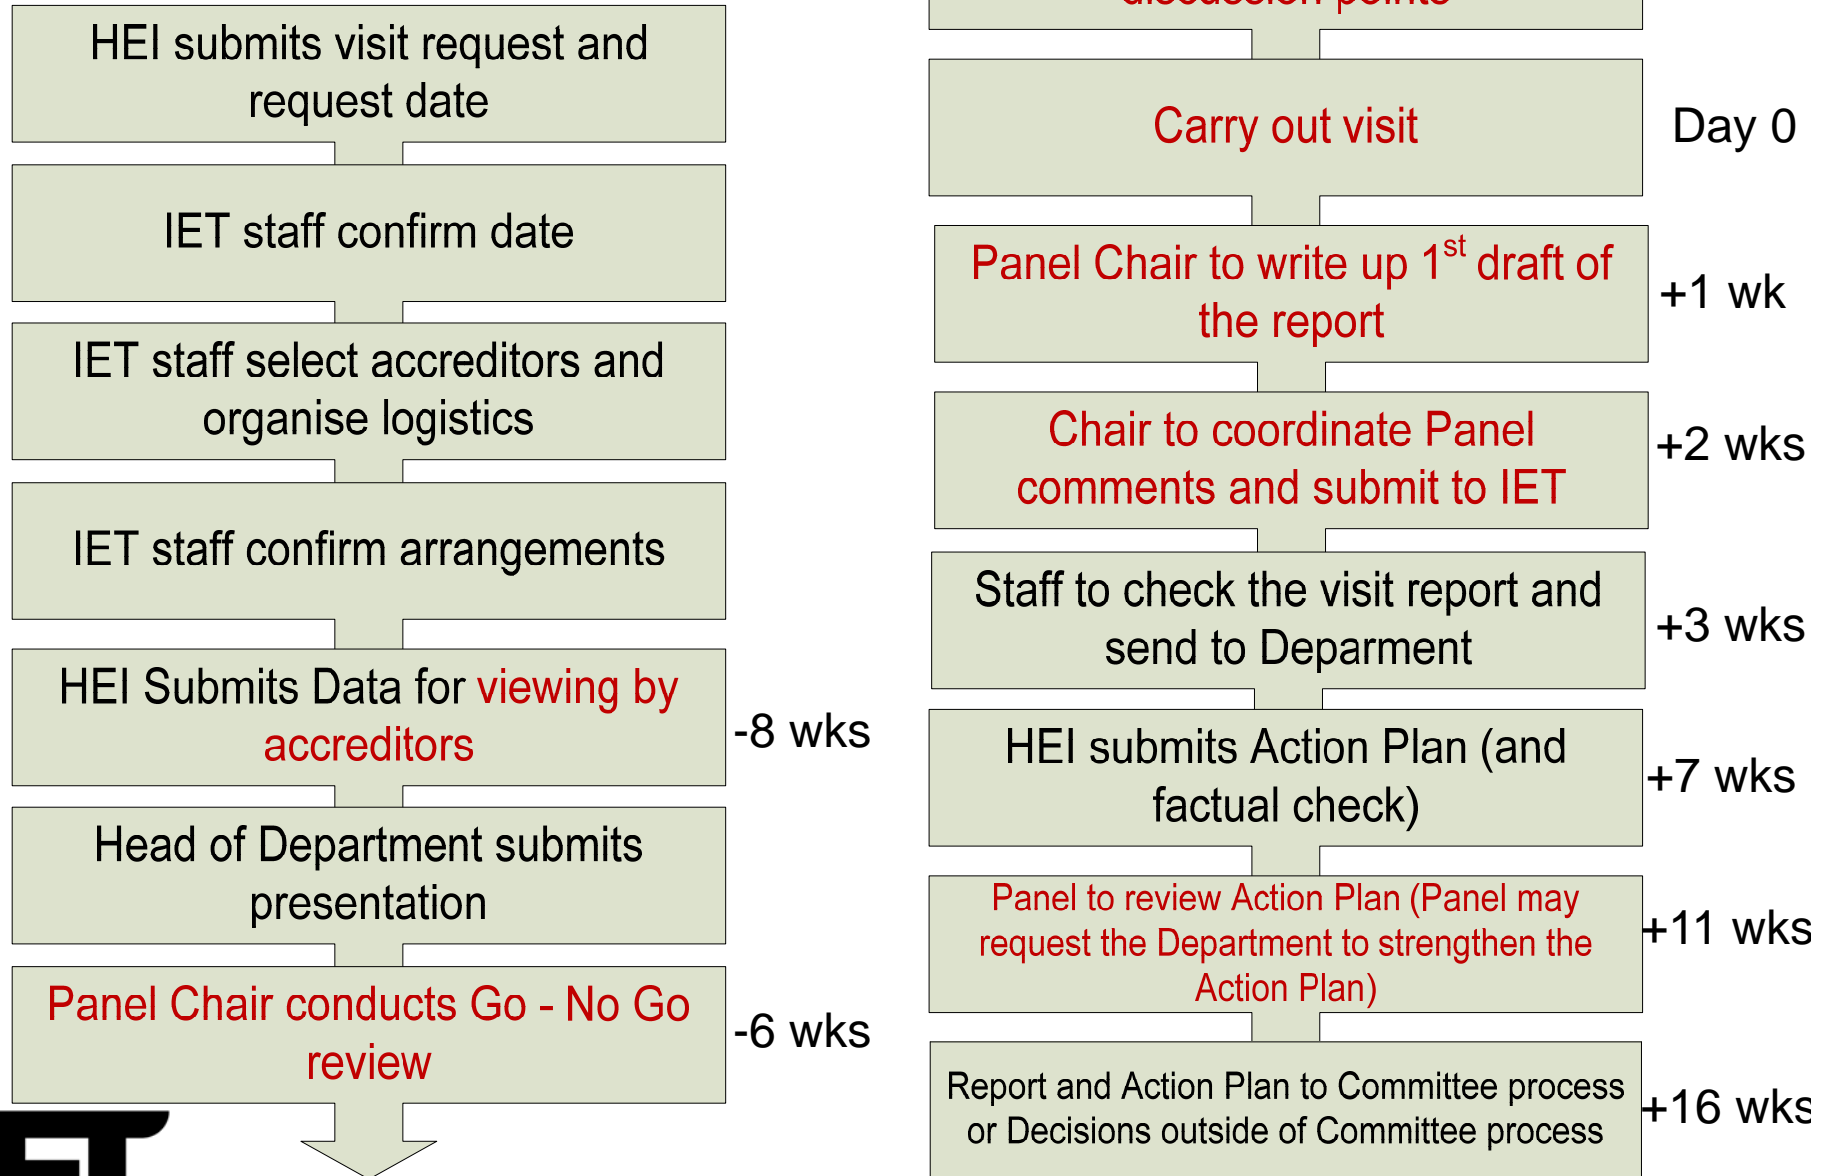 HEI submits visit request and
request date
IET staff confirm date
IET staff select accreditors and
organise logistics
IET staff confirm arrangements
HEI Submits Data for viewing by
accreditors
-8 wks
Head of Department submits
presentation
Panel Chair conducts Go - No Go
review
-6 wks
discussion points
Carry out visit
Day 0
Panel Chair to write up 1st draft of
the report
+1 wk
Chair to coordinate Panel
comments and submit to IET
+2 wks
Staff to check the visit report and
send to Deparment
+3 wks
HEI submits Action Plan (and
factual check)
+7 wks
Panel to review Action Plan (Panel may
request the Department to strengthen the
Action Plan)
+11 wks
Report and Action Plan to Committee process
or Decisions outside of Committee process
+16 wks